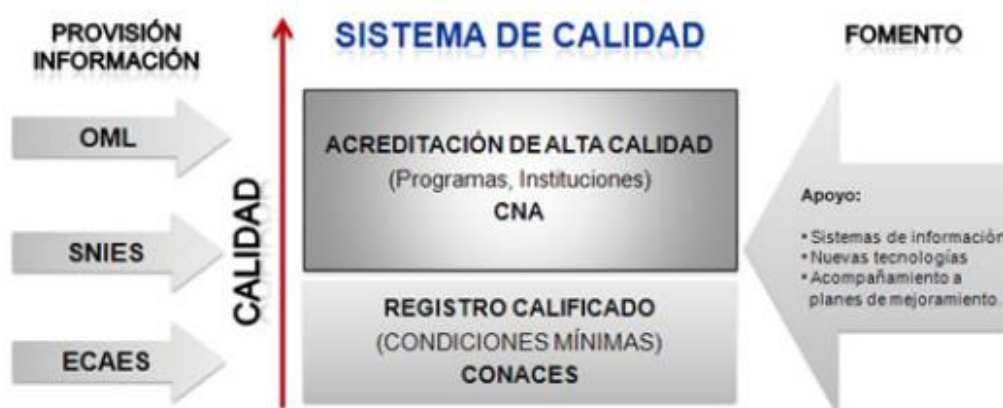 PROVISIÓN
INFORMACIÓN
OML
SNIES
ECAES
CALIDAD
SISTEMA DE CALIDAD
ACREDITACIÓN DE ALTA CALIDAD
(Programas, Instituciones)
CNA
REGISTRO CALIFICADO
(CONDICIONES MÍNIMAS)
CONACES
FOMENTO
Apoyo:
• Sistemas de información
• Nuevas tecnologías
• Acompañamiento a
planes de mejoramiento.